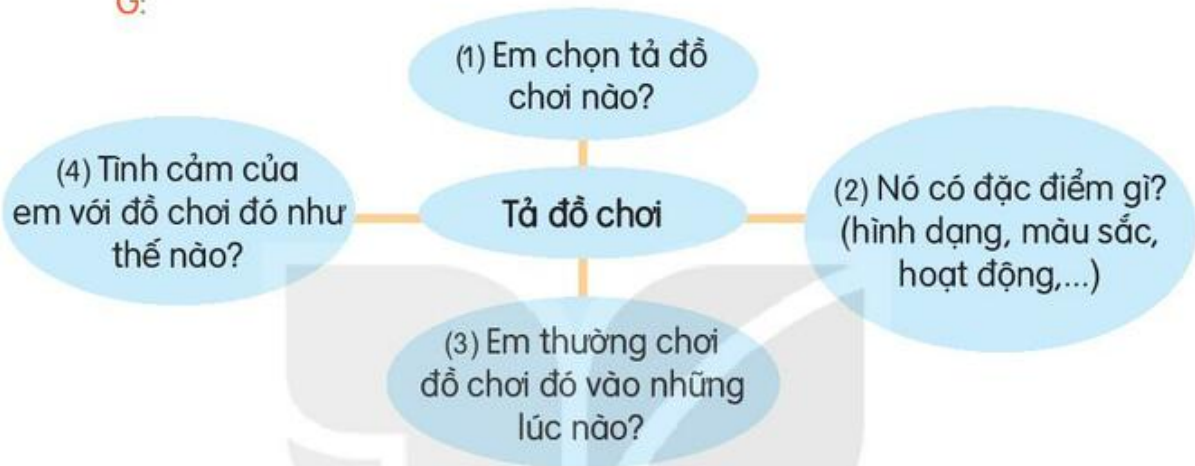 G:
(1) Em chọn tả đồ
chơi nào?
Tả đồ chơi
(2) Nó có đặc điểm gì?
(hình dạng, màu sắc,
hoạt động,...)
(3) Em thường chơi
đồ chơi đó vào những
lúc nào?
(4) Tình cảm của
em với đồ chơi đó như
thế nào?